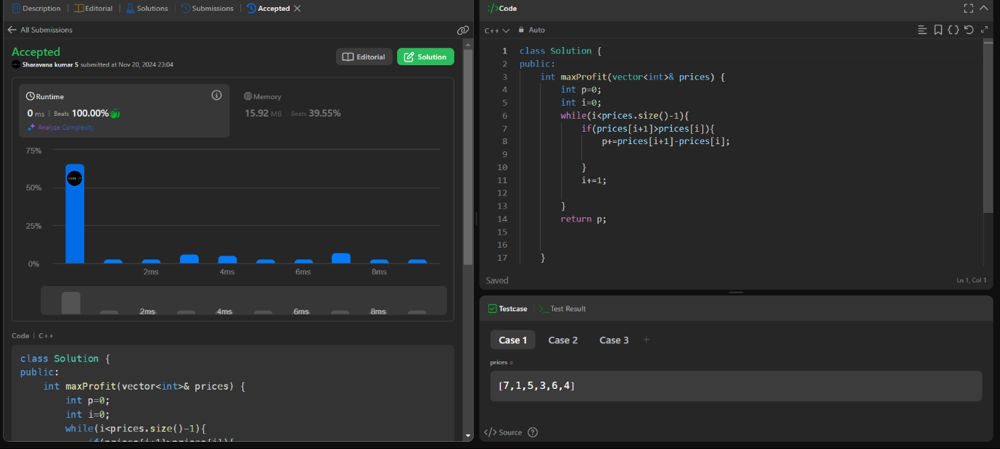 Description | Editorial | Solutions | Submissions | Accepted
All Submissions
Accepted
Sharavana kumar S submitted at Nov 20, 2024 23:04
Editorial
Solution
Runtime
0 ms | Beats 100.00%
Analyze Complexity
Memory
15.92 MB | Beats 39.55%
75%
50%
25%
0%
<code />
2ms 4ms 6ms 8ms
2ms 4ms 6ms 8ms
Code | C++
class Solution {
public:
    int maxProfit(vector<int>& prices) {
        int p=0;
        int i=0;
        while(i<prices.size()-1){
            if(prices[i+1]>prices[i]){
</>Code
C++ Auto
1 class Solution {
2 public:
3     int maxProfit(vector<int>& prices) {
4         int p=0;
5         int i=0;
6         while(i<prices.size()-1){
7             if(prices[i+1]>prices[i]){
8                 p+=prices[i+1]-prices[i];
9
10             }
11             i+=1;
12
13         }
14         return p;
15
16
17     }
Saved
Ln 1, Col 1
Testcase | >_ Test Result
Case 1 Case 2 Case 3 +
prices =
[7,1,5,3,6,4]
</> Source ?